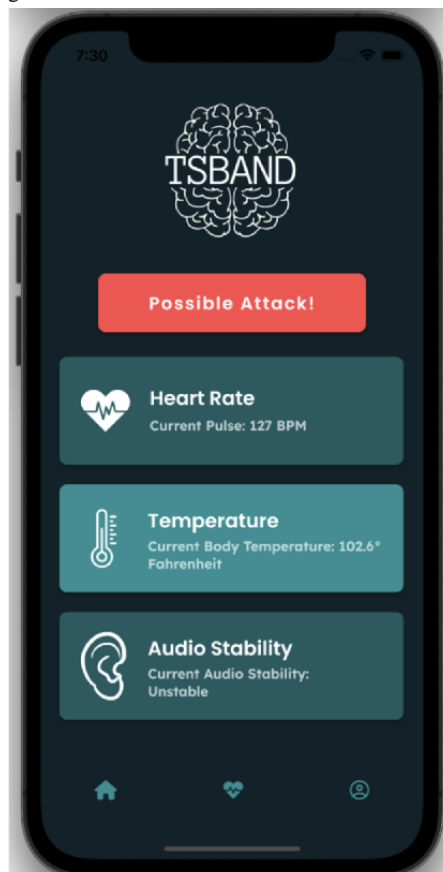 7:30
TSBAND
Possible Attack!
Heart Rate
Current Pulse: 127 BPM
Temperature
Current Body Temperature: 102.6°
Fahrenheit
Audio Stability
Current Audio Stability:
Unstable